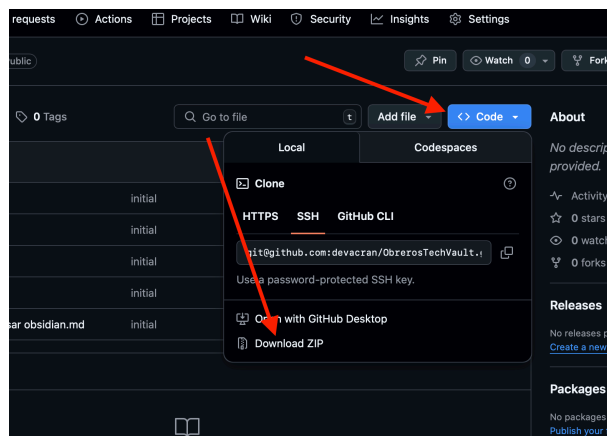 requests Actions Projects Wiki Security Insights Settings
Public Pin Watch 0 Fork
0 Tags Go to file t Add file Code About
Local Codespaces
No descrip
provided.
Clone
initial
HTTPS SSH GitHub CLI
Activity
0 stars
initial
git@github.com:devacran/ObrerosTechVault.g
0 watch
initial
Use a password-protected SSH key.
0 forks
initial
Open with GitHub Desktop
Releases
sar obsidian.md initial
Download ZIP
No releases p
Create a new
Packages
No packages
Publish your